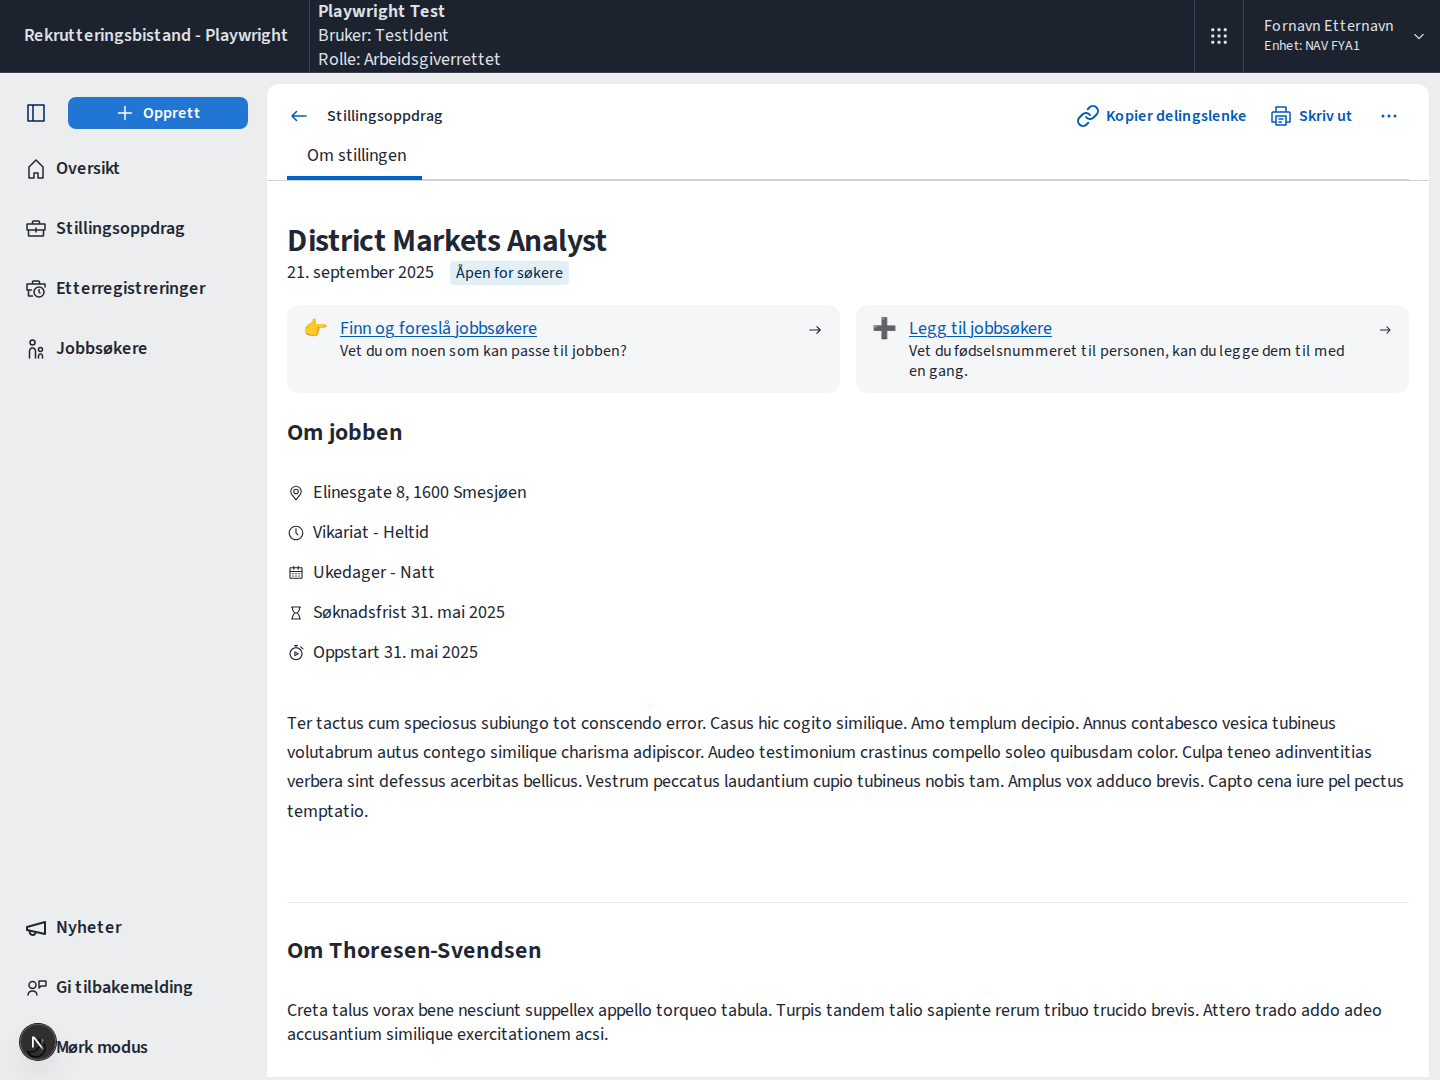 Rekrutteringsbistand - Playwright
Playwright Test
Bruker: TestIdent
Rolle: Arbeidsgiverrettet
Fornavn Etternavn
Enhet: NAV FYA1
Opprett
Oversikt
Stillingsoppdrag
Etterregistreringer
Jobbsøkere
Nyheter
Gi tilbakemelding
N
Mørk modus
Stillingsoppdrag
Kopier delingslenke
Skriv ut
Om stillingen
District Markets Analyst
21. september 2025
Åpen for søkere
Finn og foreslå jobbsøkere
Vet du om noen som kan passe til jobben?
Legg til jobbsøkere
Vet du fødselsnummeret til personen, kan du legge dem til med
en gang.
Om jobben
Elinesgate 8, 1600 Smesjøen
Vikariat - Heltid
Ukedager - Natt
Søknadsfrist 31. mai 2025
Oppstart 31. mai 2025
Ter tactus cum speciosus subiungo tot conscendo error. Casus hic cogito similique. Amo templum decipio. Annus contabesco vesica tubineus
volutabrum autus contego similique charisma adipiscor. Audeo testimonium crastinus compello soleo quibusdam color. Culpa teneo adinventitias
verbera sint defessus acerbitas bellicus. Vestrum peccatus laudantium cupio tubineus nobis tam. Amplus vox adduco brevis. Capto cena iure pel pectus
temptatio.
Om Thoresen-Svendsen
Creta talus vorax bene nesciunt suppellex appello torqueo tabula. Turpis tandem talio sapiente rerum tribuo trucido brevis. Attero trado addo adeo
accusantium similique exercitationem acsi.